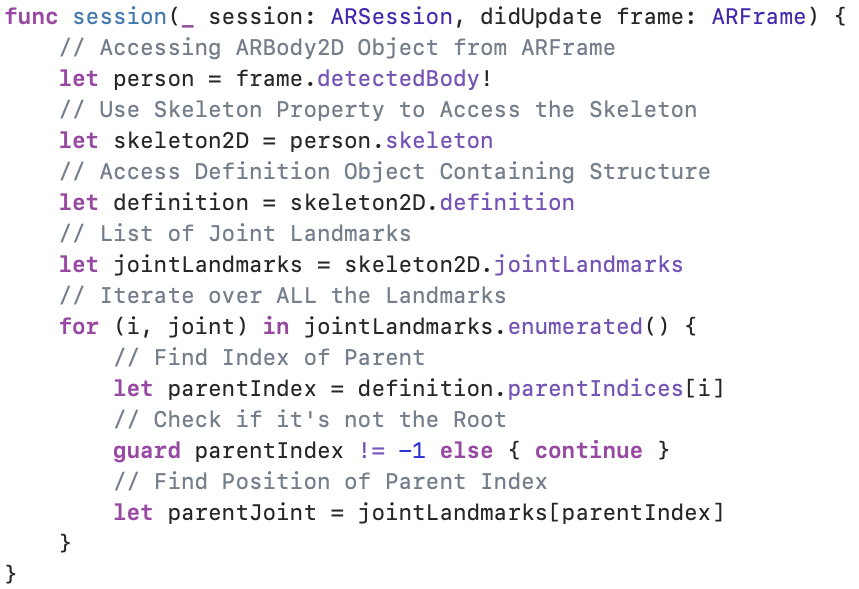 func session(_ session: ARSession, didUpdate frame: ARFrame) {
    // Accessing ARBody2D Object from ARFrame
    let person = frame.detectedBody!
    // Use Skeleton Property to Access the Skeleton
    let skeleton2D = person.skeleton
    // Access Definition Object Containing Structure
    let definition = skeleton2D.definition
    // List of Joint Landmarks
    let jointLandmarks = skeleton2D.jointLandmarks
    // Iterate over ALL the Landmarks
    for (i, joint) in jointLandmarks.enumerated() {
        // Find Index of Parent
        let parentIndex = definition.parentIndices[i]
        // Check if it's not the Root
        guard parentIndex != -1 else { continue }
        // Find Position of Parent Index
        let parentJoint = jointLandmarks[parentIndex]
    }
}